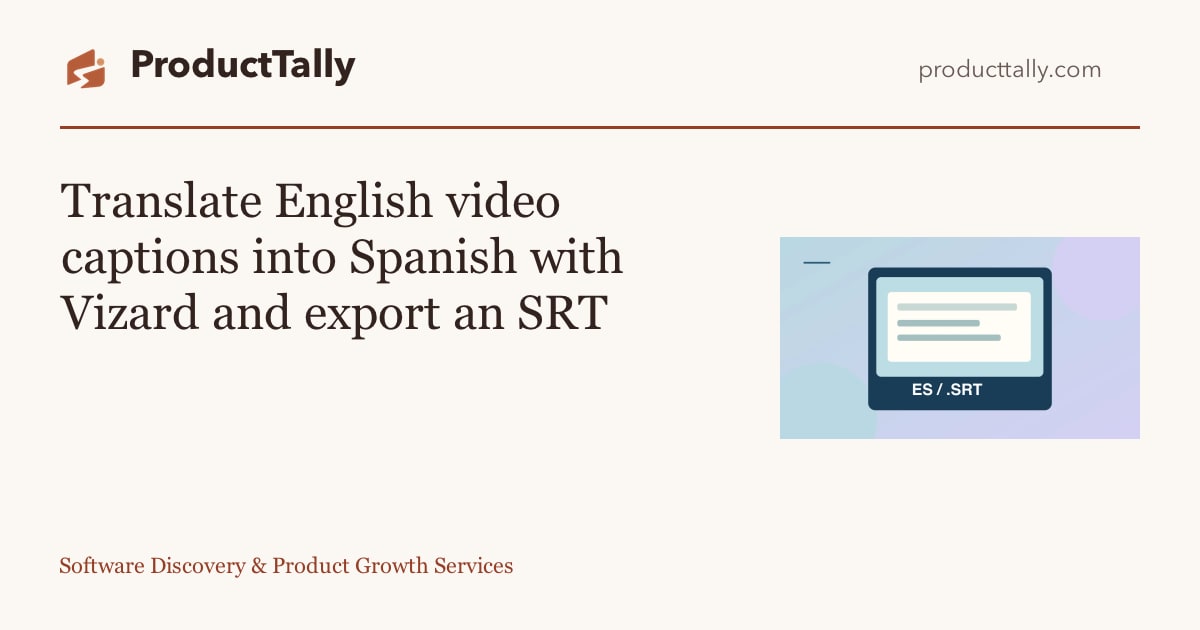 ProductTally
producttally.com
Translate English video
captions into Spanish with
Vizard and export an SRT
ES / .SRT
Software Discovery & Product Growth Services